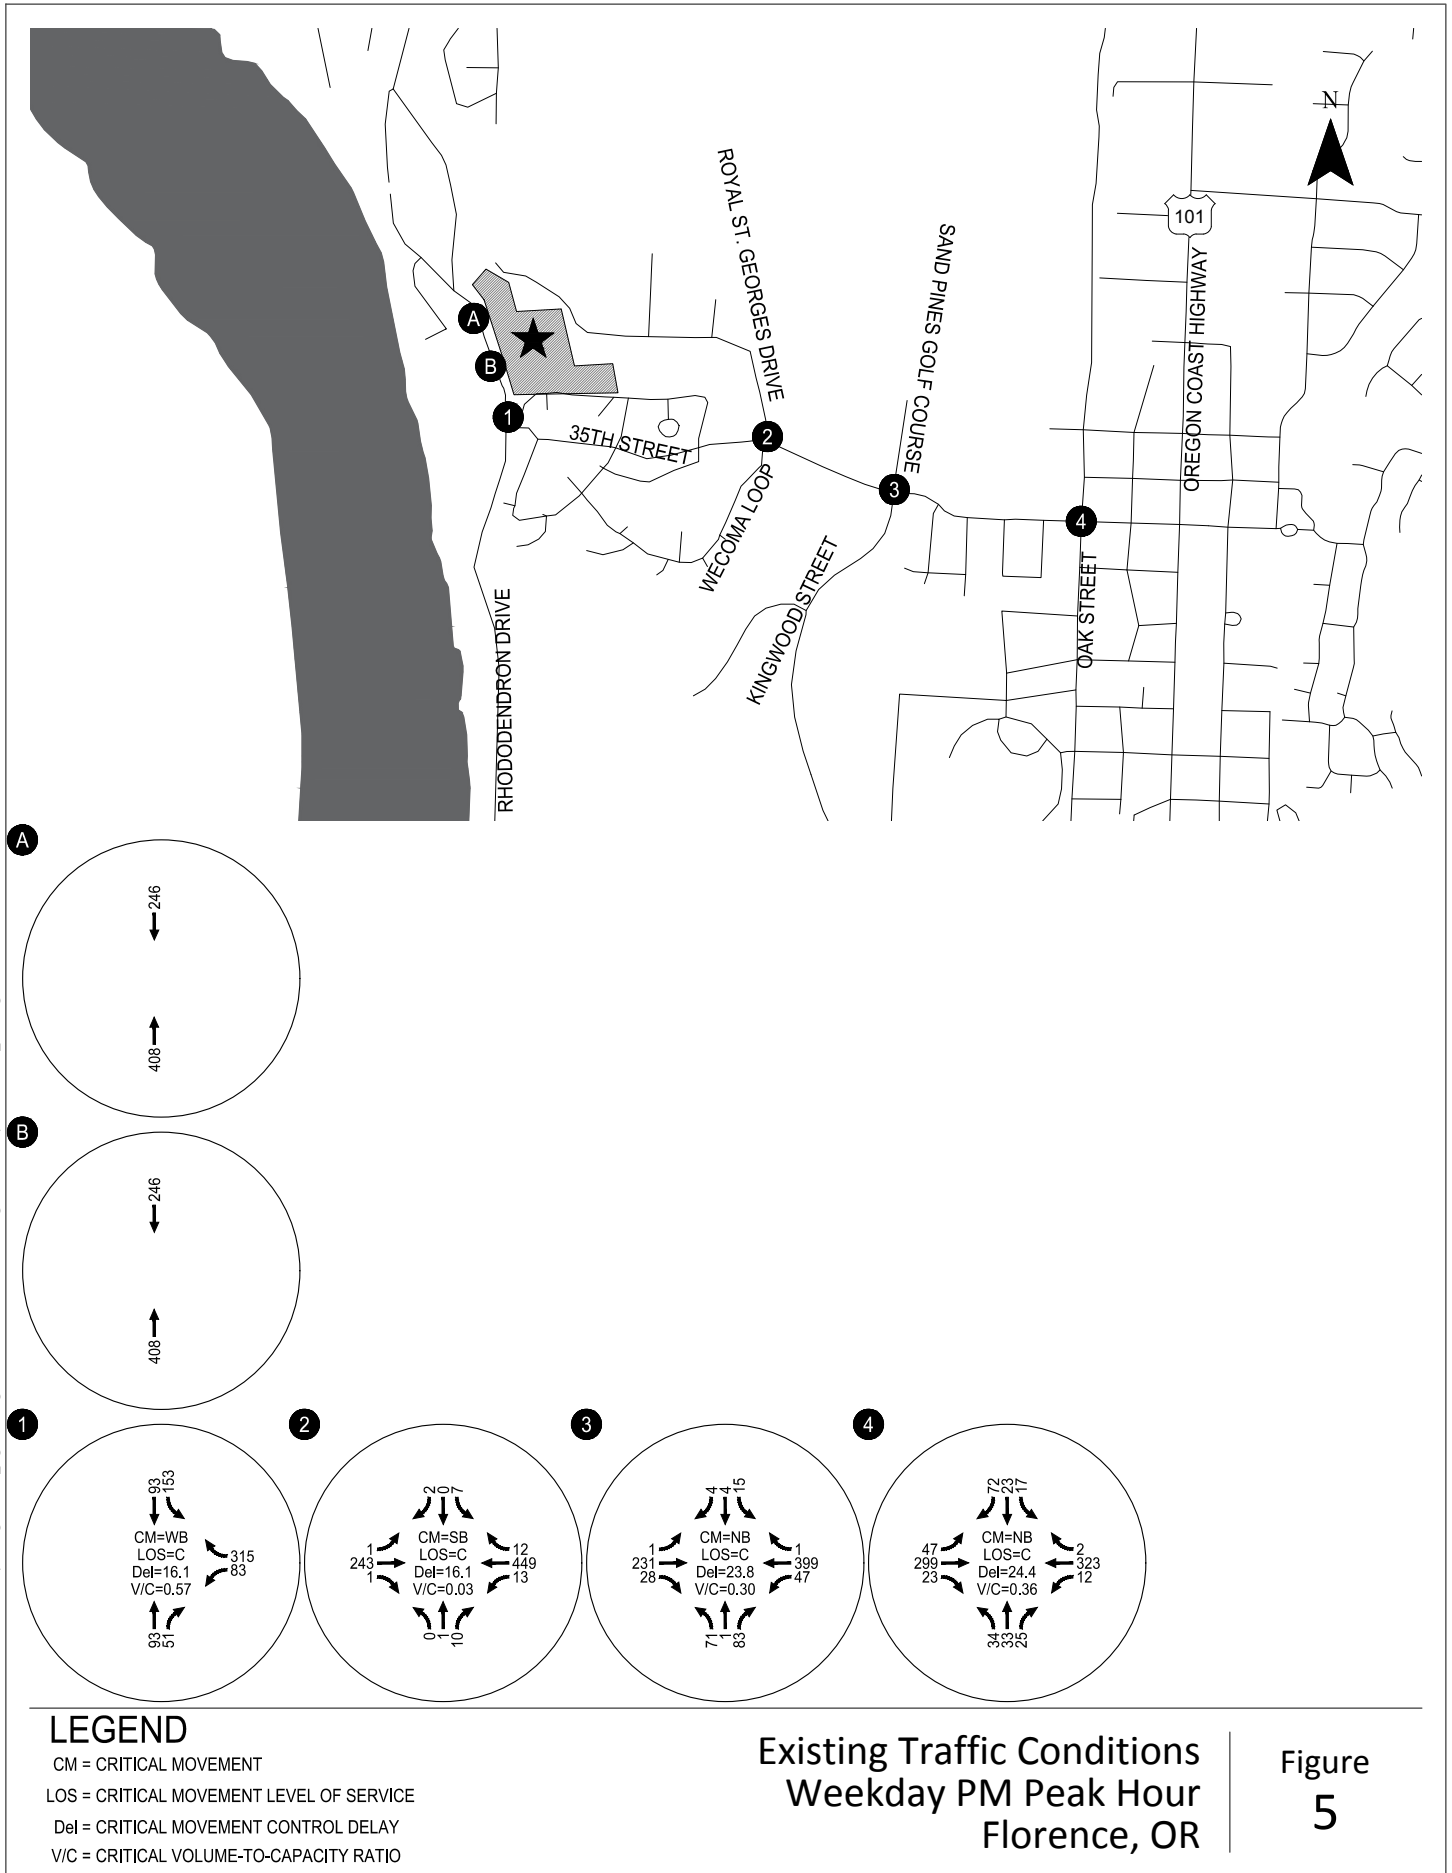 N
ROYAL ST. GEORGES DRIVE
SAND PINES GOLF COURSE
101
OREGON COAST HIGHWAY
A
B
1
35TH STREET
2
3
4
WECOMA LOOP
KINGWOOD STREET
OAK STREET
RHODODENDRON DRIVE
A
246
408
B
246
408
1
93
153
CM=WB
LOS=C
Del=16.1
V/C=0.57
315
83
93
51
2
2
0
7
1
243
1
CM=SB
LOS=C
Del=16.1
V/C=0.03
12
449
13
0
1
10
3
4
4
15
1
231
28
CM=NB
LOS=C
Del=23.8
V/C=0.30
1
399
47
71
1
83
4
72
23
17
47
299
23
CM=NB
LOS=C
Del=24.4
V/C=0.36
2
323
12
34
33
25
LEGEND
CM = CRITICAL MOVEMENT
LOS = CRITICAL MOVEMENT LEVEL OF SERVICE
Del = CRITICAL MOVEMENT CONTROL DELAY
V/C = CRITICAL VOLUME-TO-CAPACITY RATIO
Existing Traffic Conditions
Weekday PM Peak Hour
Florence, OR
Figure
5